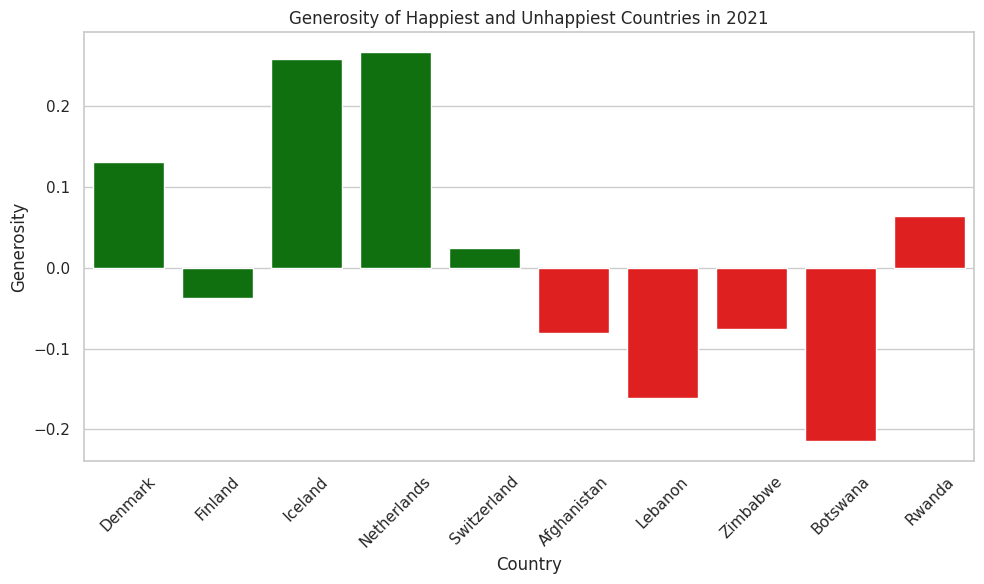 Generosity of Happiest and Unhappiest Countries in 2021
Generosity
0.2
0.1
0.0
−0.1
−0.2
Denmark
Finland
Iceland
Netherlands
Switzerland
Afghanistan
Lebanon
Zimbabwe
Botswana
Rwanda
Country